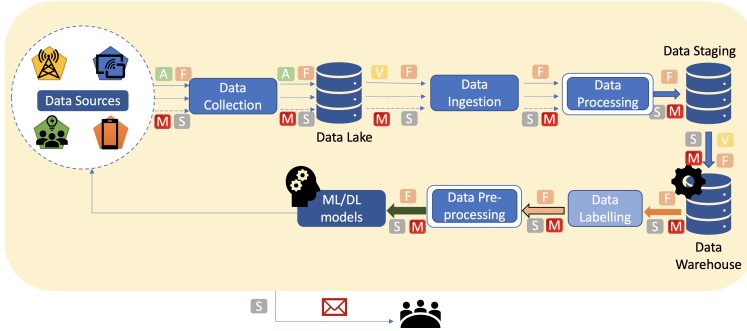 Data Staging
A F A F V F F F
Data Sources
Data
Collection
Data
Ingestion
Data
Processing
M S M S M S S M S M
Data Lake
S V
M F
F F F
ML/DL
models
Data Pre-
processing
Data
Labelling
S M S M S M
Data
Warehouse
S